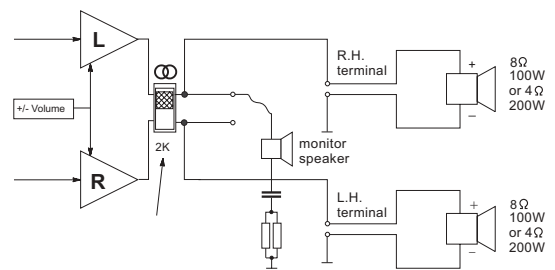 L
R.H.
terminal
+
8Ω
100W
or 4Ω
200W
−
+/- Volume
2K
monitor
speaker
R
L.H.
terminal
+
8Ω
100W
or 4Ω
200W
−